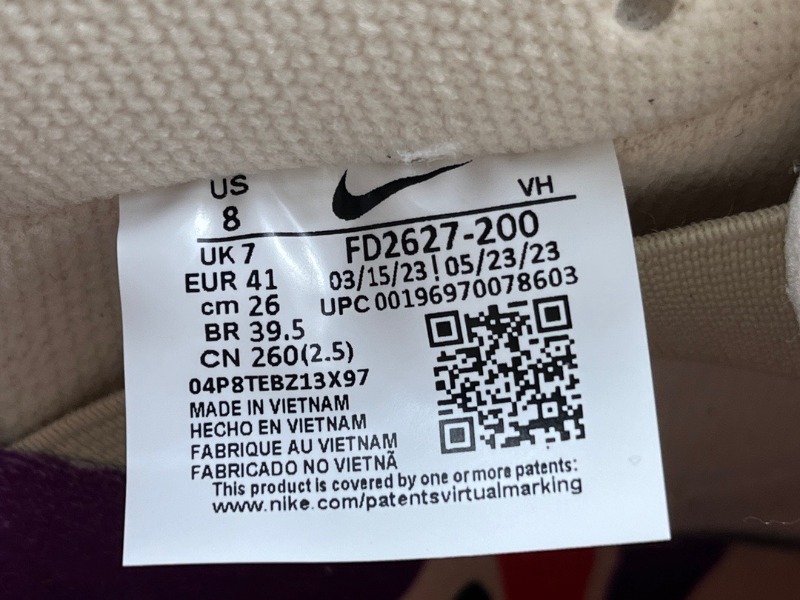 US
8
VH
UK 7
FD2627-200
EUR 41
03/15/23 | 05/23/23
cm 26
UPC 00196970078603
BR 39.5
CN 260(2.5)
04P8TEBZ13X97
MADE IN VIETNAM
HECHO EN VIETNAM
FABRIQUE AU VIETNAM
FABRICADO NO VIETNÃ
This product is covered by one or more patents:
www.nike.com/patentsvirtualmarking